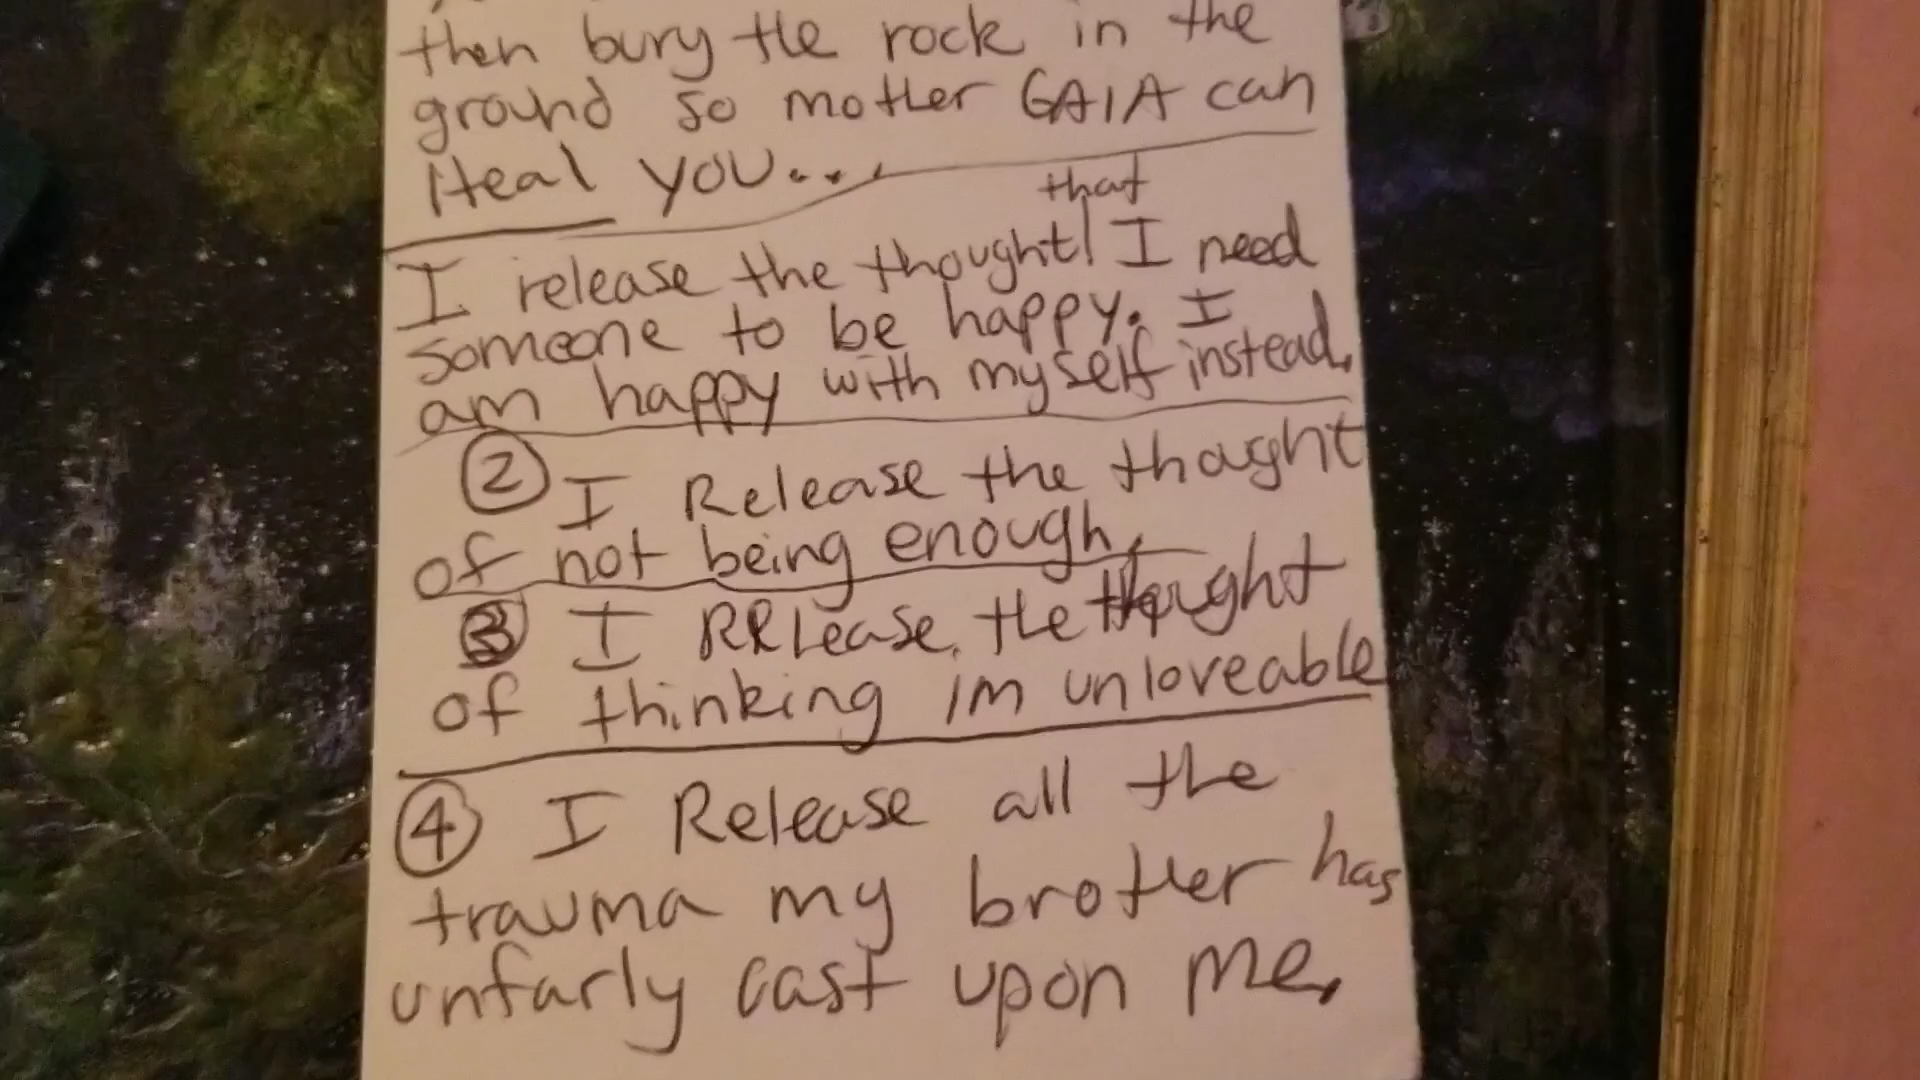 then bury the rock in the
ground so mother GAIA can
Heal YOU...
that
I release the thought I need
someone to be happy. I
am happy with myself instead.
② I Release the thought
of not being enough.
③ I RRlease the thought
of thinking im unloveable
④ I Release all the
trauma my brother has
unfarly cast upon me.